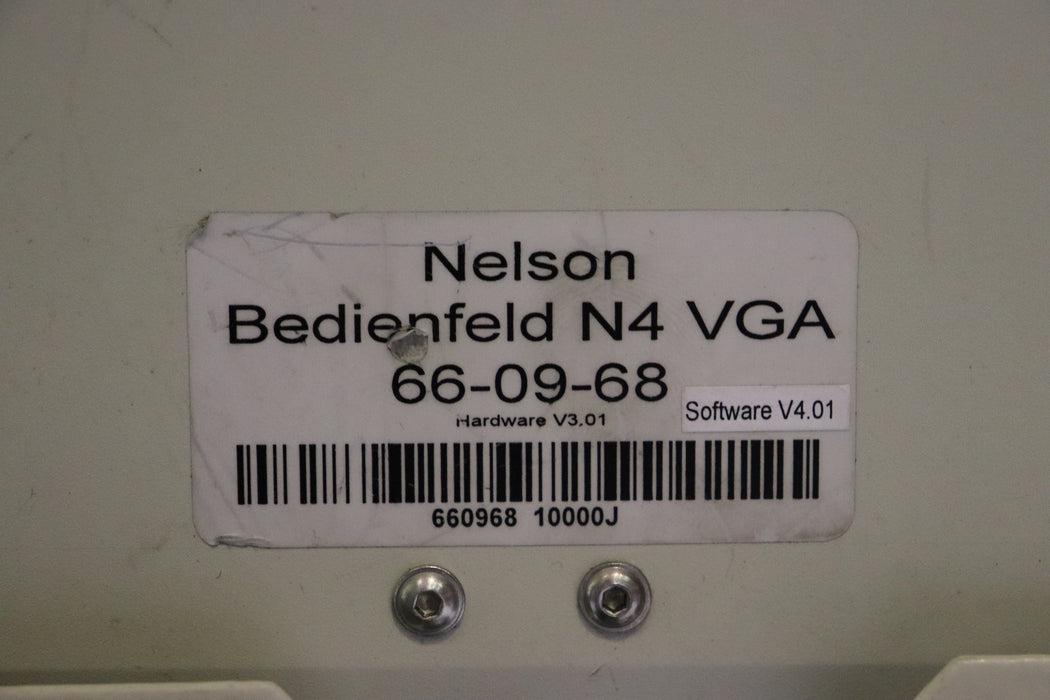 Nelson
Bedienfeld N4 VGA
66-09-68
Hardware V3.01
Software V4.01
660968 10000J